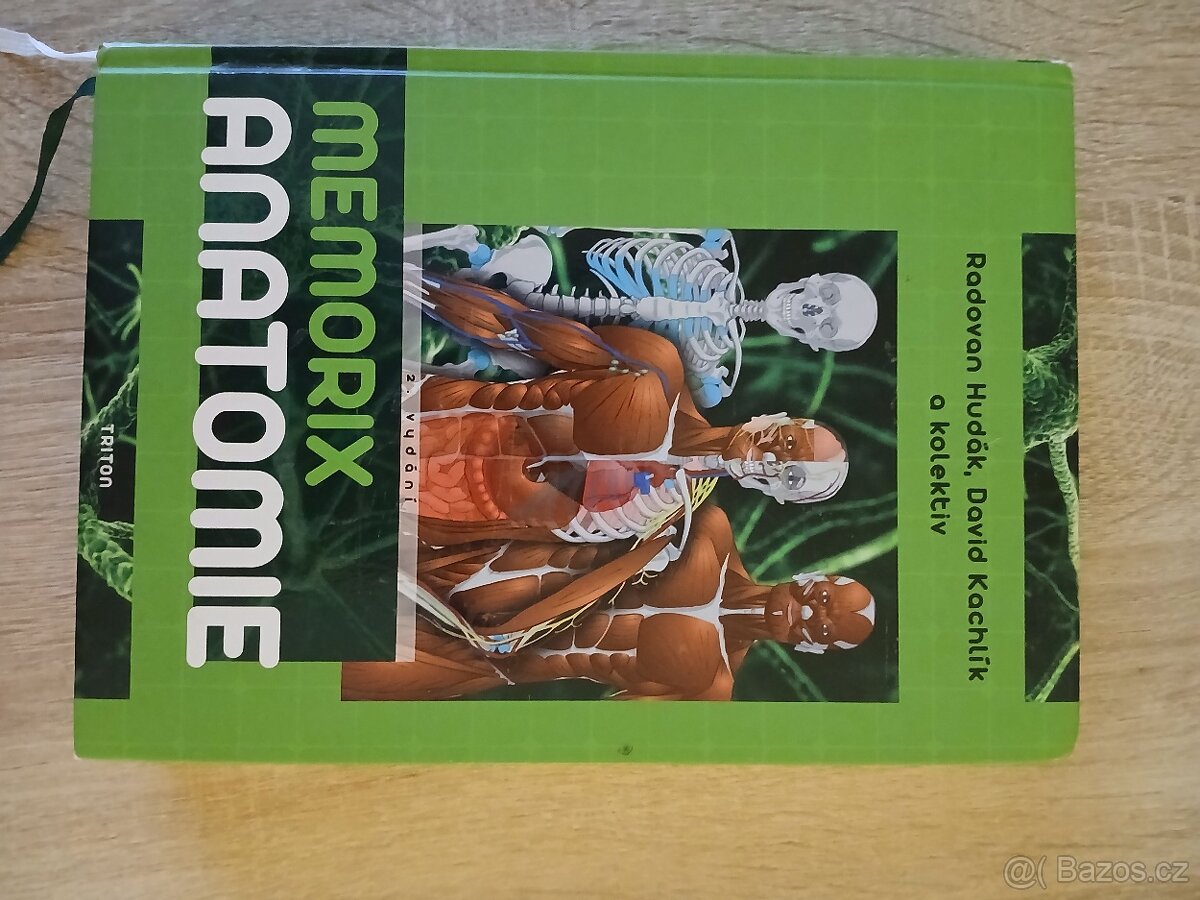 Radovan Hudák, David Kachlík
a kolektiv
2. vydání
MEMORIX
ANATOMIE
TRITON
@( Bazos.cz